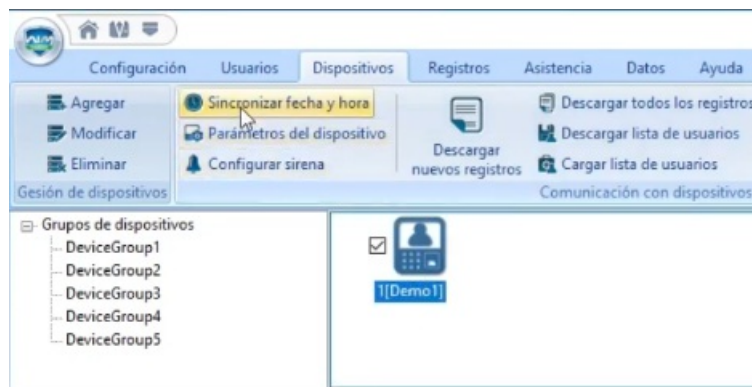 AIM
Configuración Usuarios Dispositivos Registros Asistencia Datos Ayuda
Agregar
Modificar
Eliminar
Gestión de dispositivos
Sincronizar fecha y hora
Parámetros del dispositivo
Configurar sirena
Descargar
nuevos registros
Descargar todos los registros
Descargar lista de usuarios
Cargar lista de usuarios
Comunicación con dispositivos
Grupos de dispositivos
DeviceGroup1
DeviceGroup2
DeviceGroup3
DeviceGroup4
DeviceGroup5
1[Demo1]